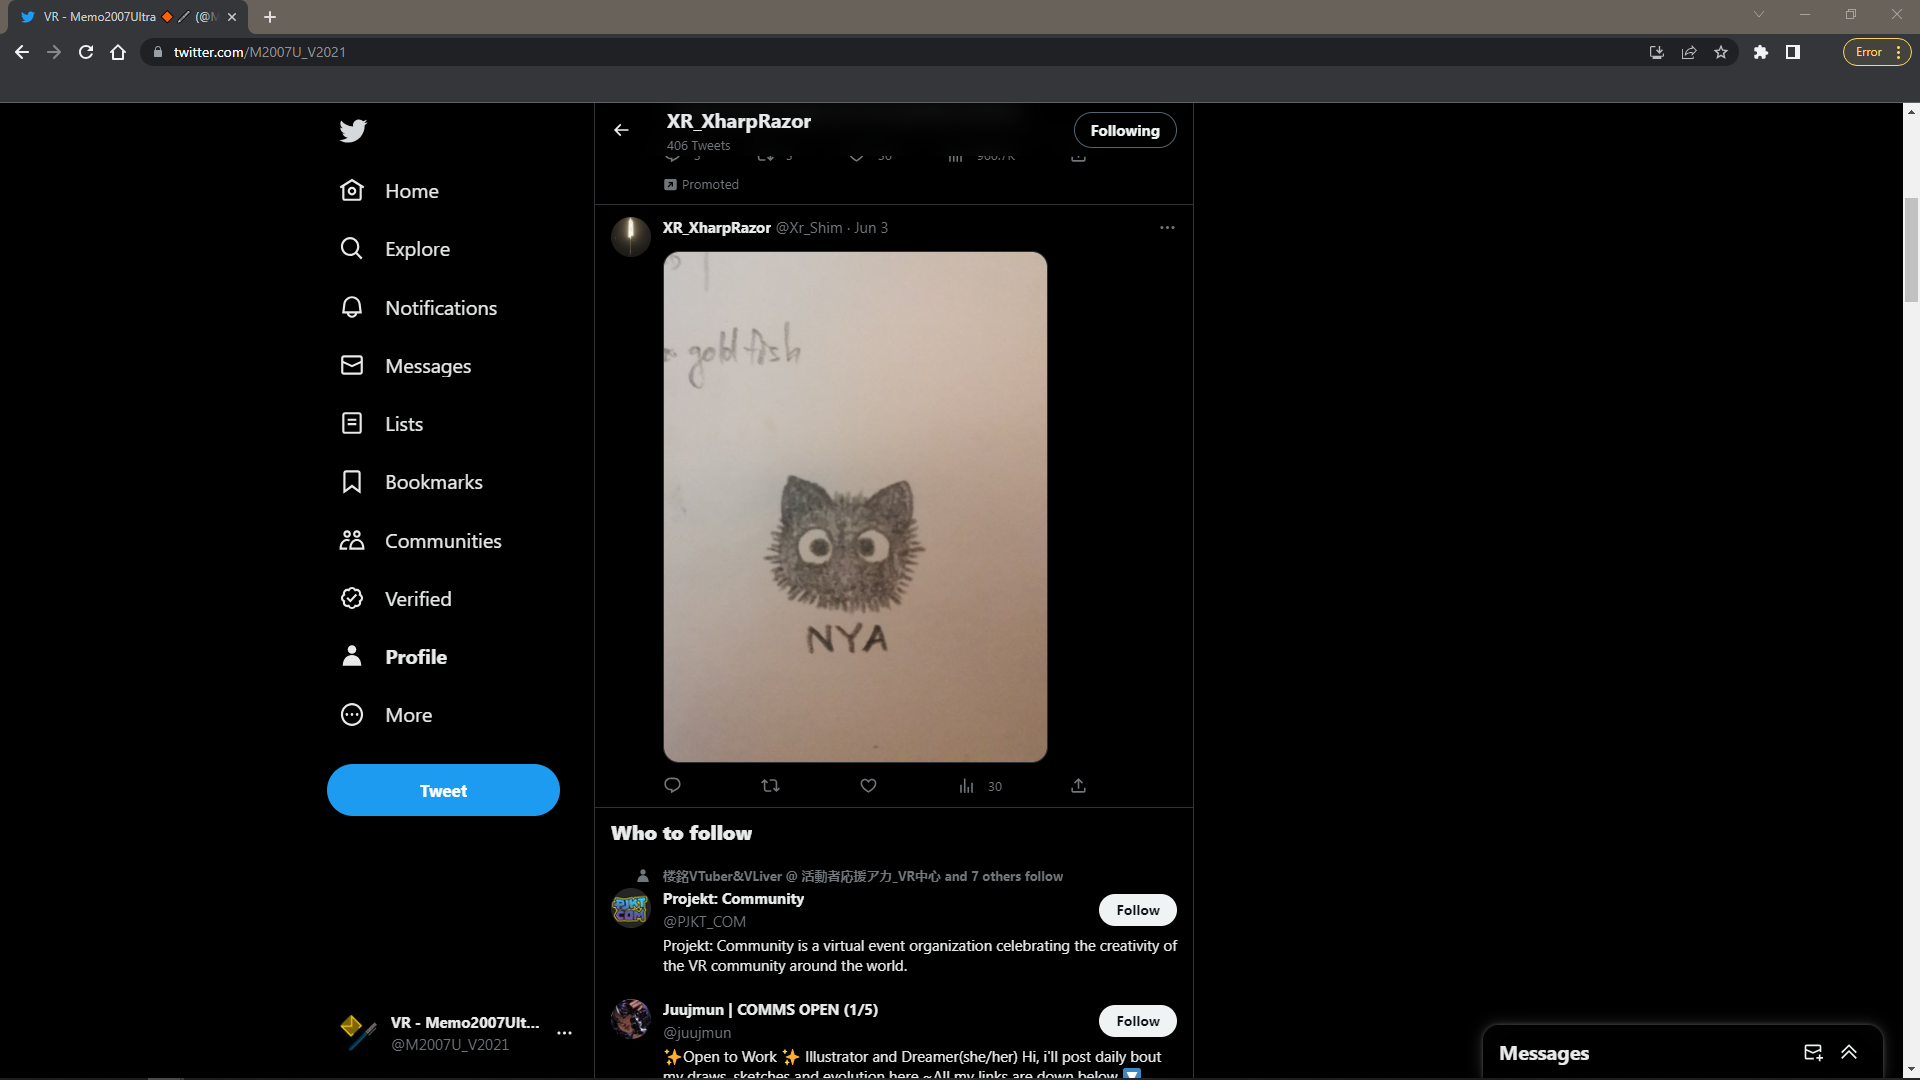 VR - Memo2007Ultra 🔶 🥢 (@M
twitter.com/M2007U_V2021
Error
XR_XharpRazor
406 Tweets
Following
Promoted
Home
Explore
Notifications
Messages
Lists
Bookmarks
Communities
Verified
Profile
More
Tweet
XR_XharpRazor @Xr_Shim · Jun 3
gold fish
NYA
30
Who to follow
楼銘VTuber&VLiver @ 活動者応援アカ_VR中心 and 7 others follow
Projekt: Community
@PJKT_COM
Follow
Projekt: Community is a virtual event organization celebrating the creativity of
the VR community around the world.
Juujmun | COMMS OPEN (1/5)
@juujmun
Follow
✨Open to Work ✨ Illustrator and Dreamer(she/her) Hi, i'll post daily bout
my draws, sketches and evolution here ~All my links are down below 🔽
VR - Memo2007Ult...
@M2007U_V2021
Messages